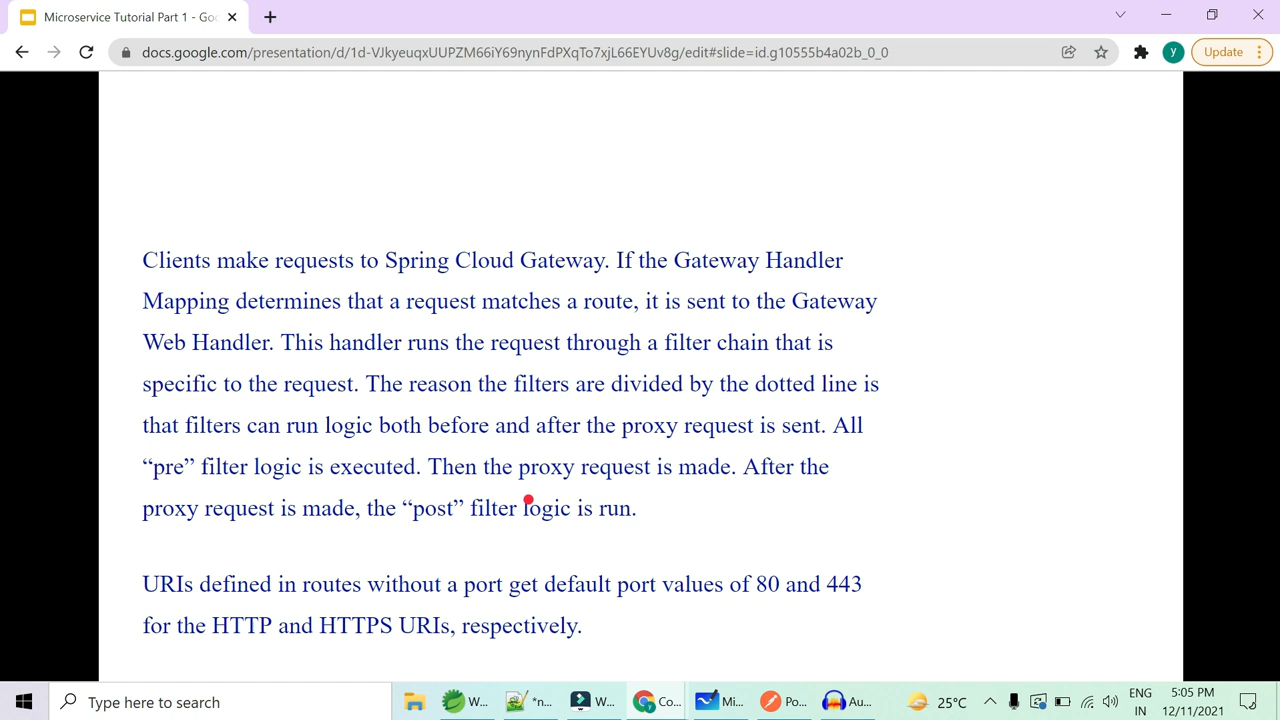 Microservice Tutorial Part 1 - Goo
docs.google.com/presentation/d/1d-VJkyeuqxUUPZM66iY69nynFdPXqTo7xjL66EYUv8g/edit#slide=id.g10555b4a02b_0_0
y
Update
Clients make requests to Spring Cloud Gateway. If the Gateway Handler
Mapping determines that a request matches a route, it is sent to the Gateway
Web Handler. This handler runs the request through a filter chain that is
specific to the request. The reason the filters are divided by the dotted line is
that filters can run logic both before and after the proxy request is sent. All
“pre” filter logic is executed. Then the proxy request is made. After the
proxy request is made, the “post” filter logic is run.
URIs defined in routes without a port get default port values of 80 and 443
for the HTTP and HTTPS URIs, respectively.
Type here to search
W...
*n...
W...
Co...
Mi...
Po...
Au...
25°C
ENG
IN
5:05 PM
12/11/2021